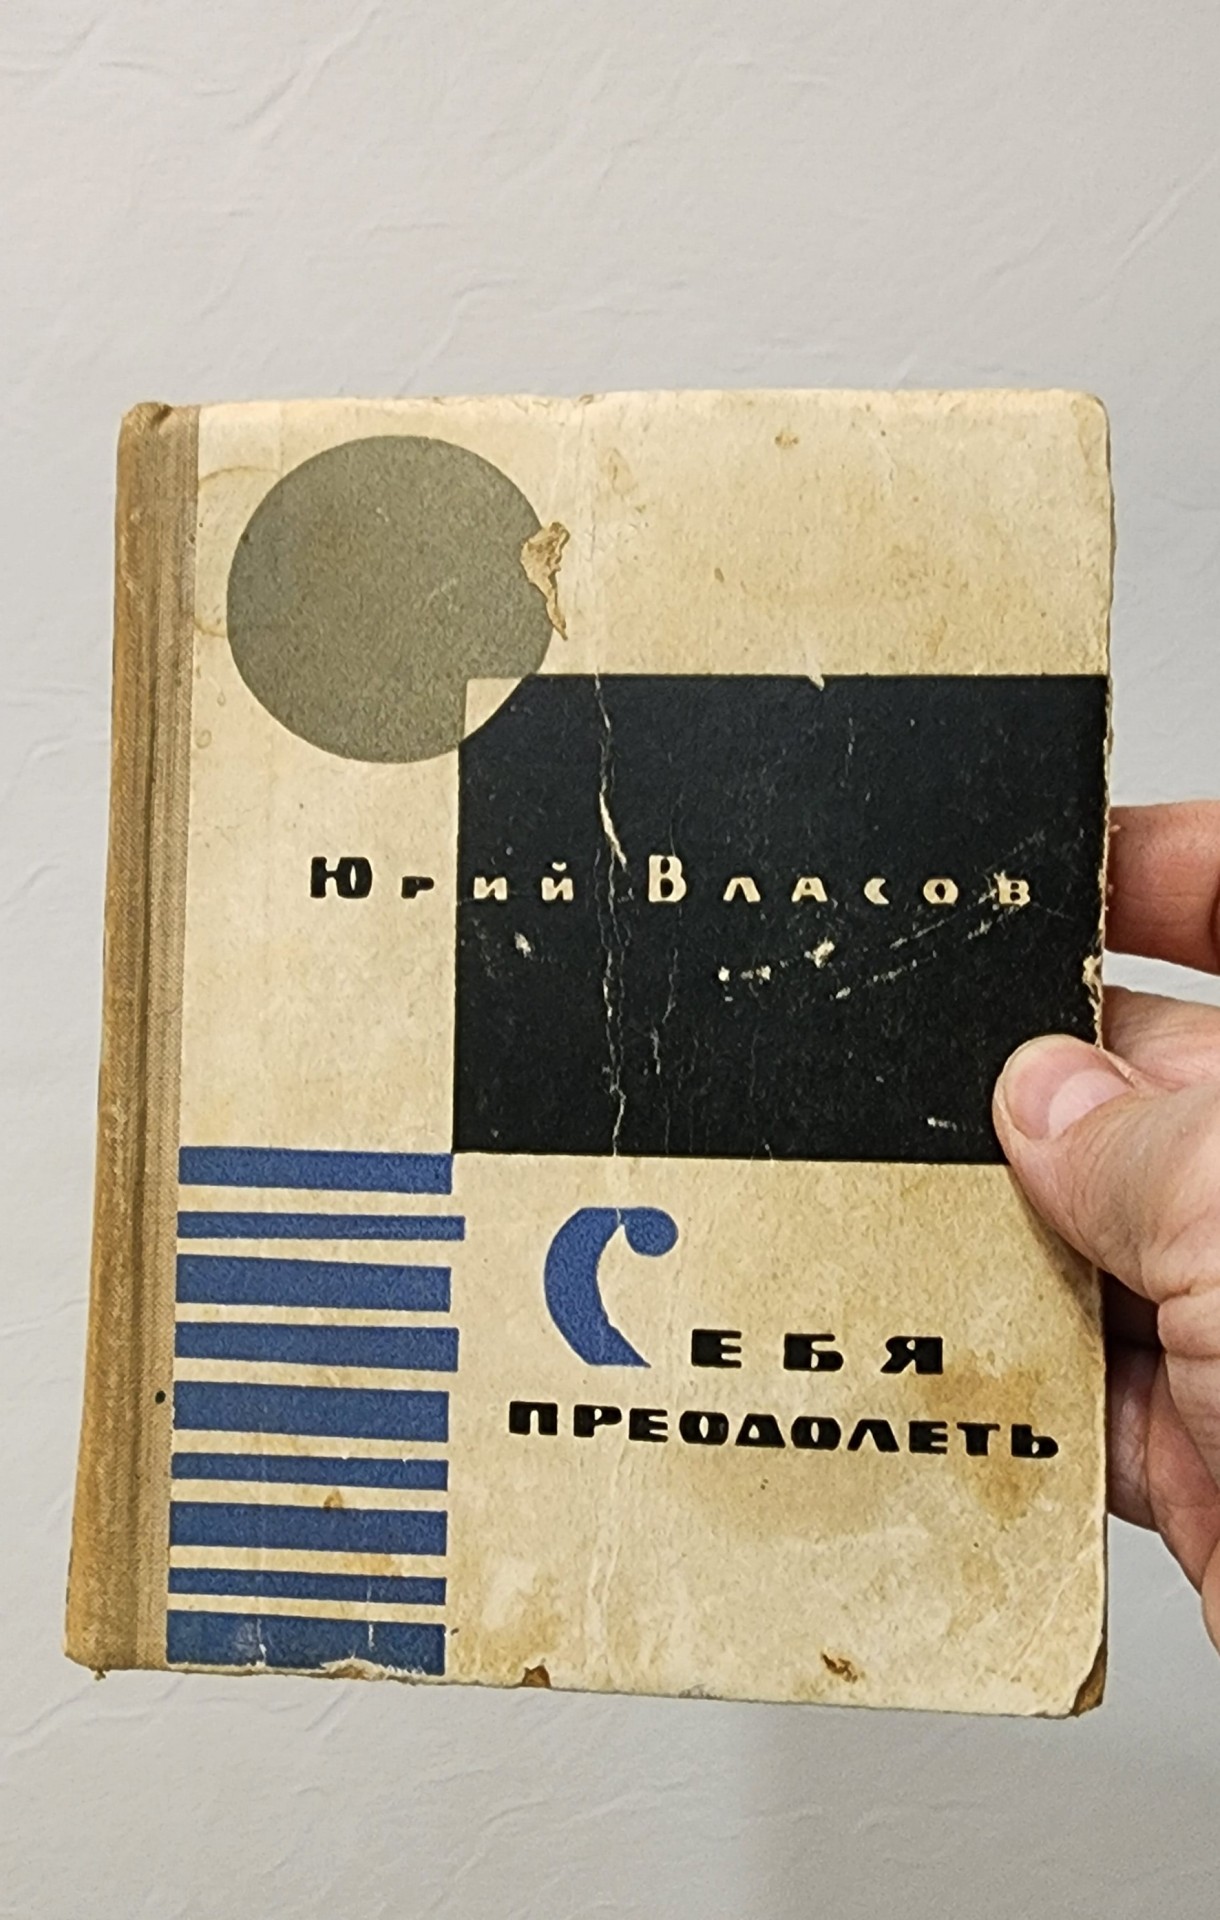 Юрий Власов
Себя
преодолеть